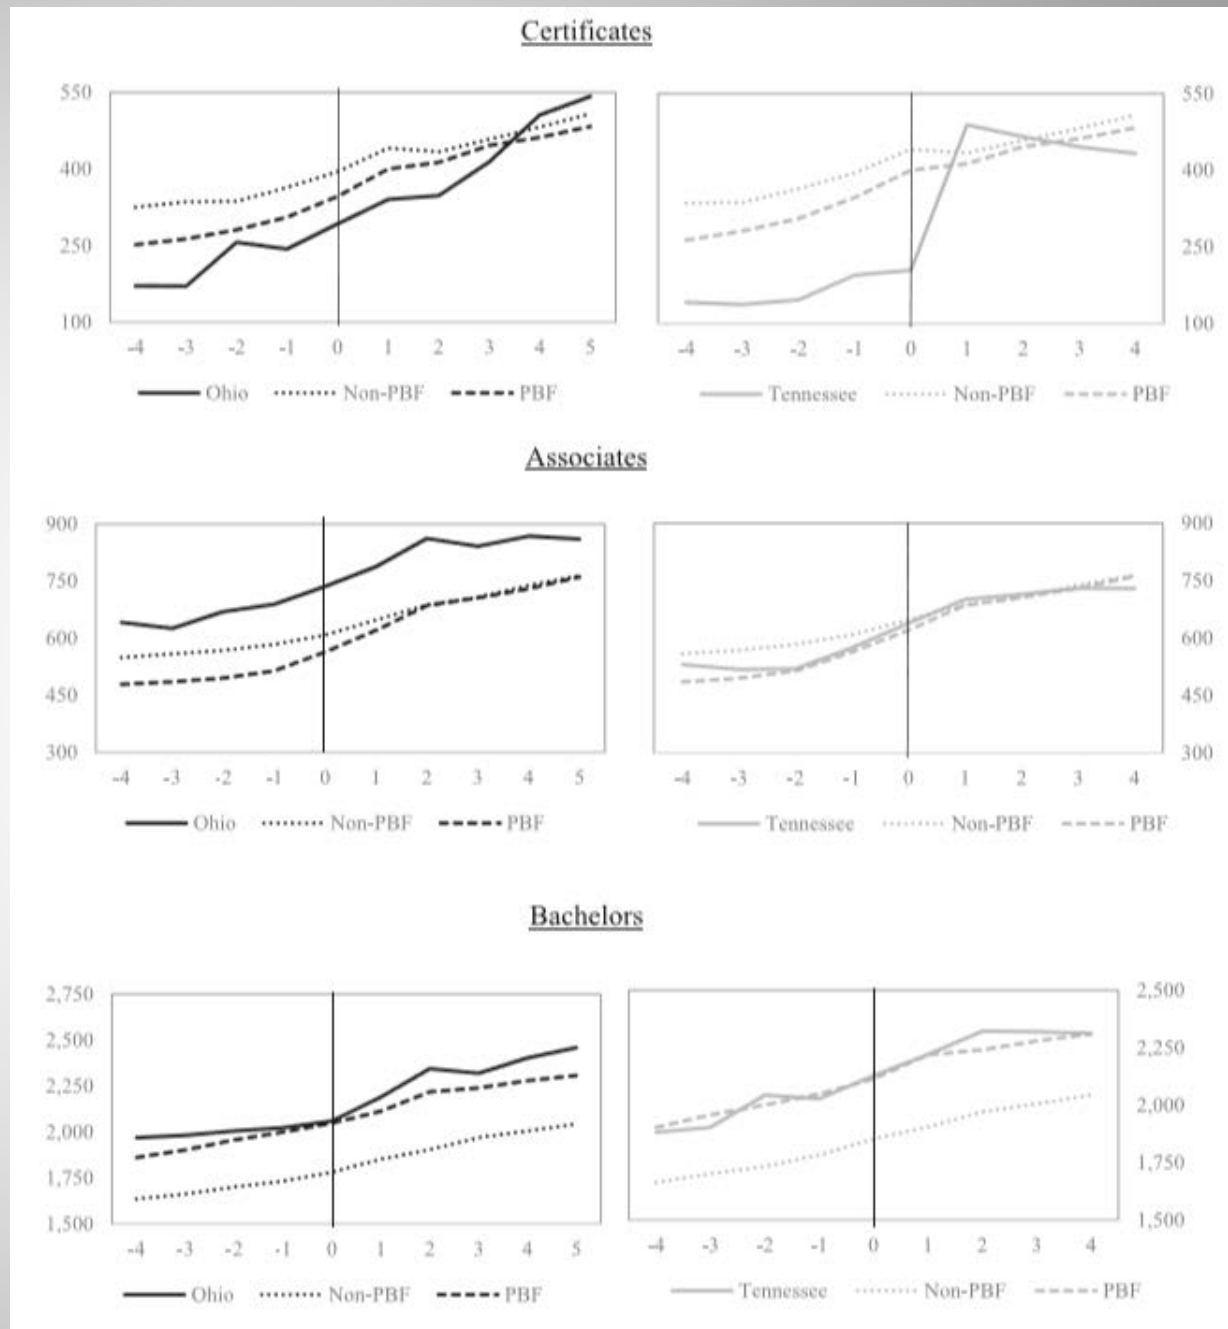 Certificates
550
400
250
100
-4 -3 -2 -1 0 1 2 3 4 5
Ohio Non-PBF PBF
550
400
250
100
-4 -3 -2 -1 0 1 2 3 4
Tennessee Non-PBF PBF
Associates
900
750
600
450
300
-4 -3 -2 -1 0 1 2 3 4 5
Ohio Non-PBF PBF
900
750
600
450
300
-4 -3 -2 -1 0 1 2 3 4
Tennessee Non-PBF PBF
Bachelors
2,750
2,500
2,250
2,000
1,750
1,500
-4 -3 -2 -1 0 1 2 3 4 5
Ohio Non-PBF PBF
2,500
2,250
2,000
1,750
1,500
-4 -3 -2 -1 0 1 2 3 4
Tennessee Non-PBF PBF